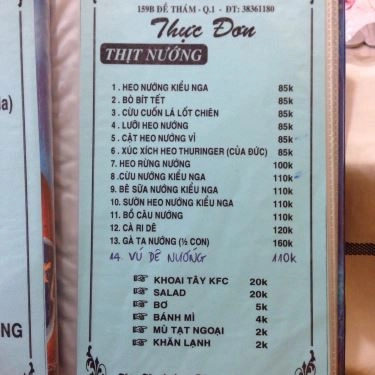 159B ĐỀ THÁM - Q.1 - ĐT: 38361180
Thực Đơn
THỊT NƯỚNG
1 . HEO NƯỚNG KIỂU NGA 85k
2 . BÒ BÍT TẾT 85k
3 . CỪU CUỐN LÁ LỐT CHIÊN 85k
4 . LƯỠI HEO NƯỚNG 85k
5 . CẬT HEO NƯỚNG VỈ 85k
6 . XÚC XÍCH HEO THURINGER (CỦA ĐỨC) 85k
7. HEO RỪNG NƯỚNG 100k
8 .CỪU NƯỚNG KIỂU NGA 110k
9. BÊ SỮA NƯỚNG KIỂU NGA 110k
10. SƯỜN HEO NƯỚNG KIỂU NGA 110k
11. BỒ CÂU NƯỚNG 110k
12. CÀ RI DÊ 120k
13. GÀ TA NƯỚNG (½ CON) 160k
14. VÚ DÊ NƯỚNG 110k
☞ KHOAI TÂY KFC 20k
☞ SALAD 20k
☞ BƠ 5k
☞ BÁNH MÌ 4k
☞ MÙ TẠT NGOẠI 2k
☞ KHĂN LẠNH 2k